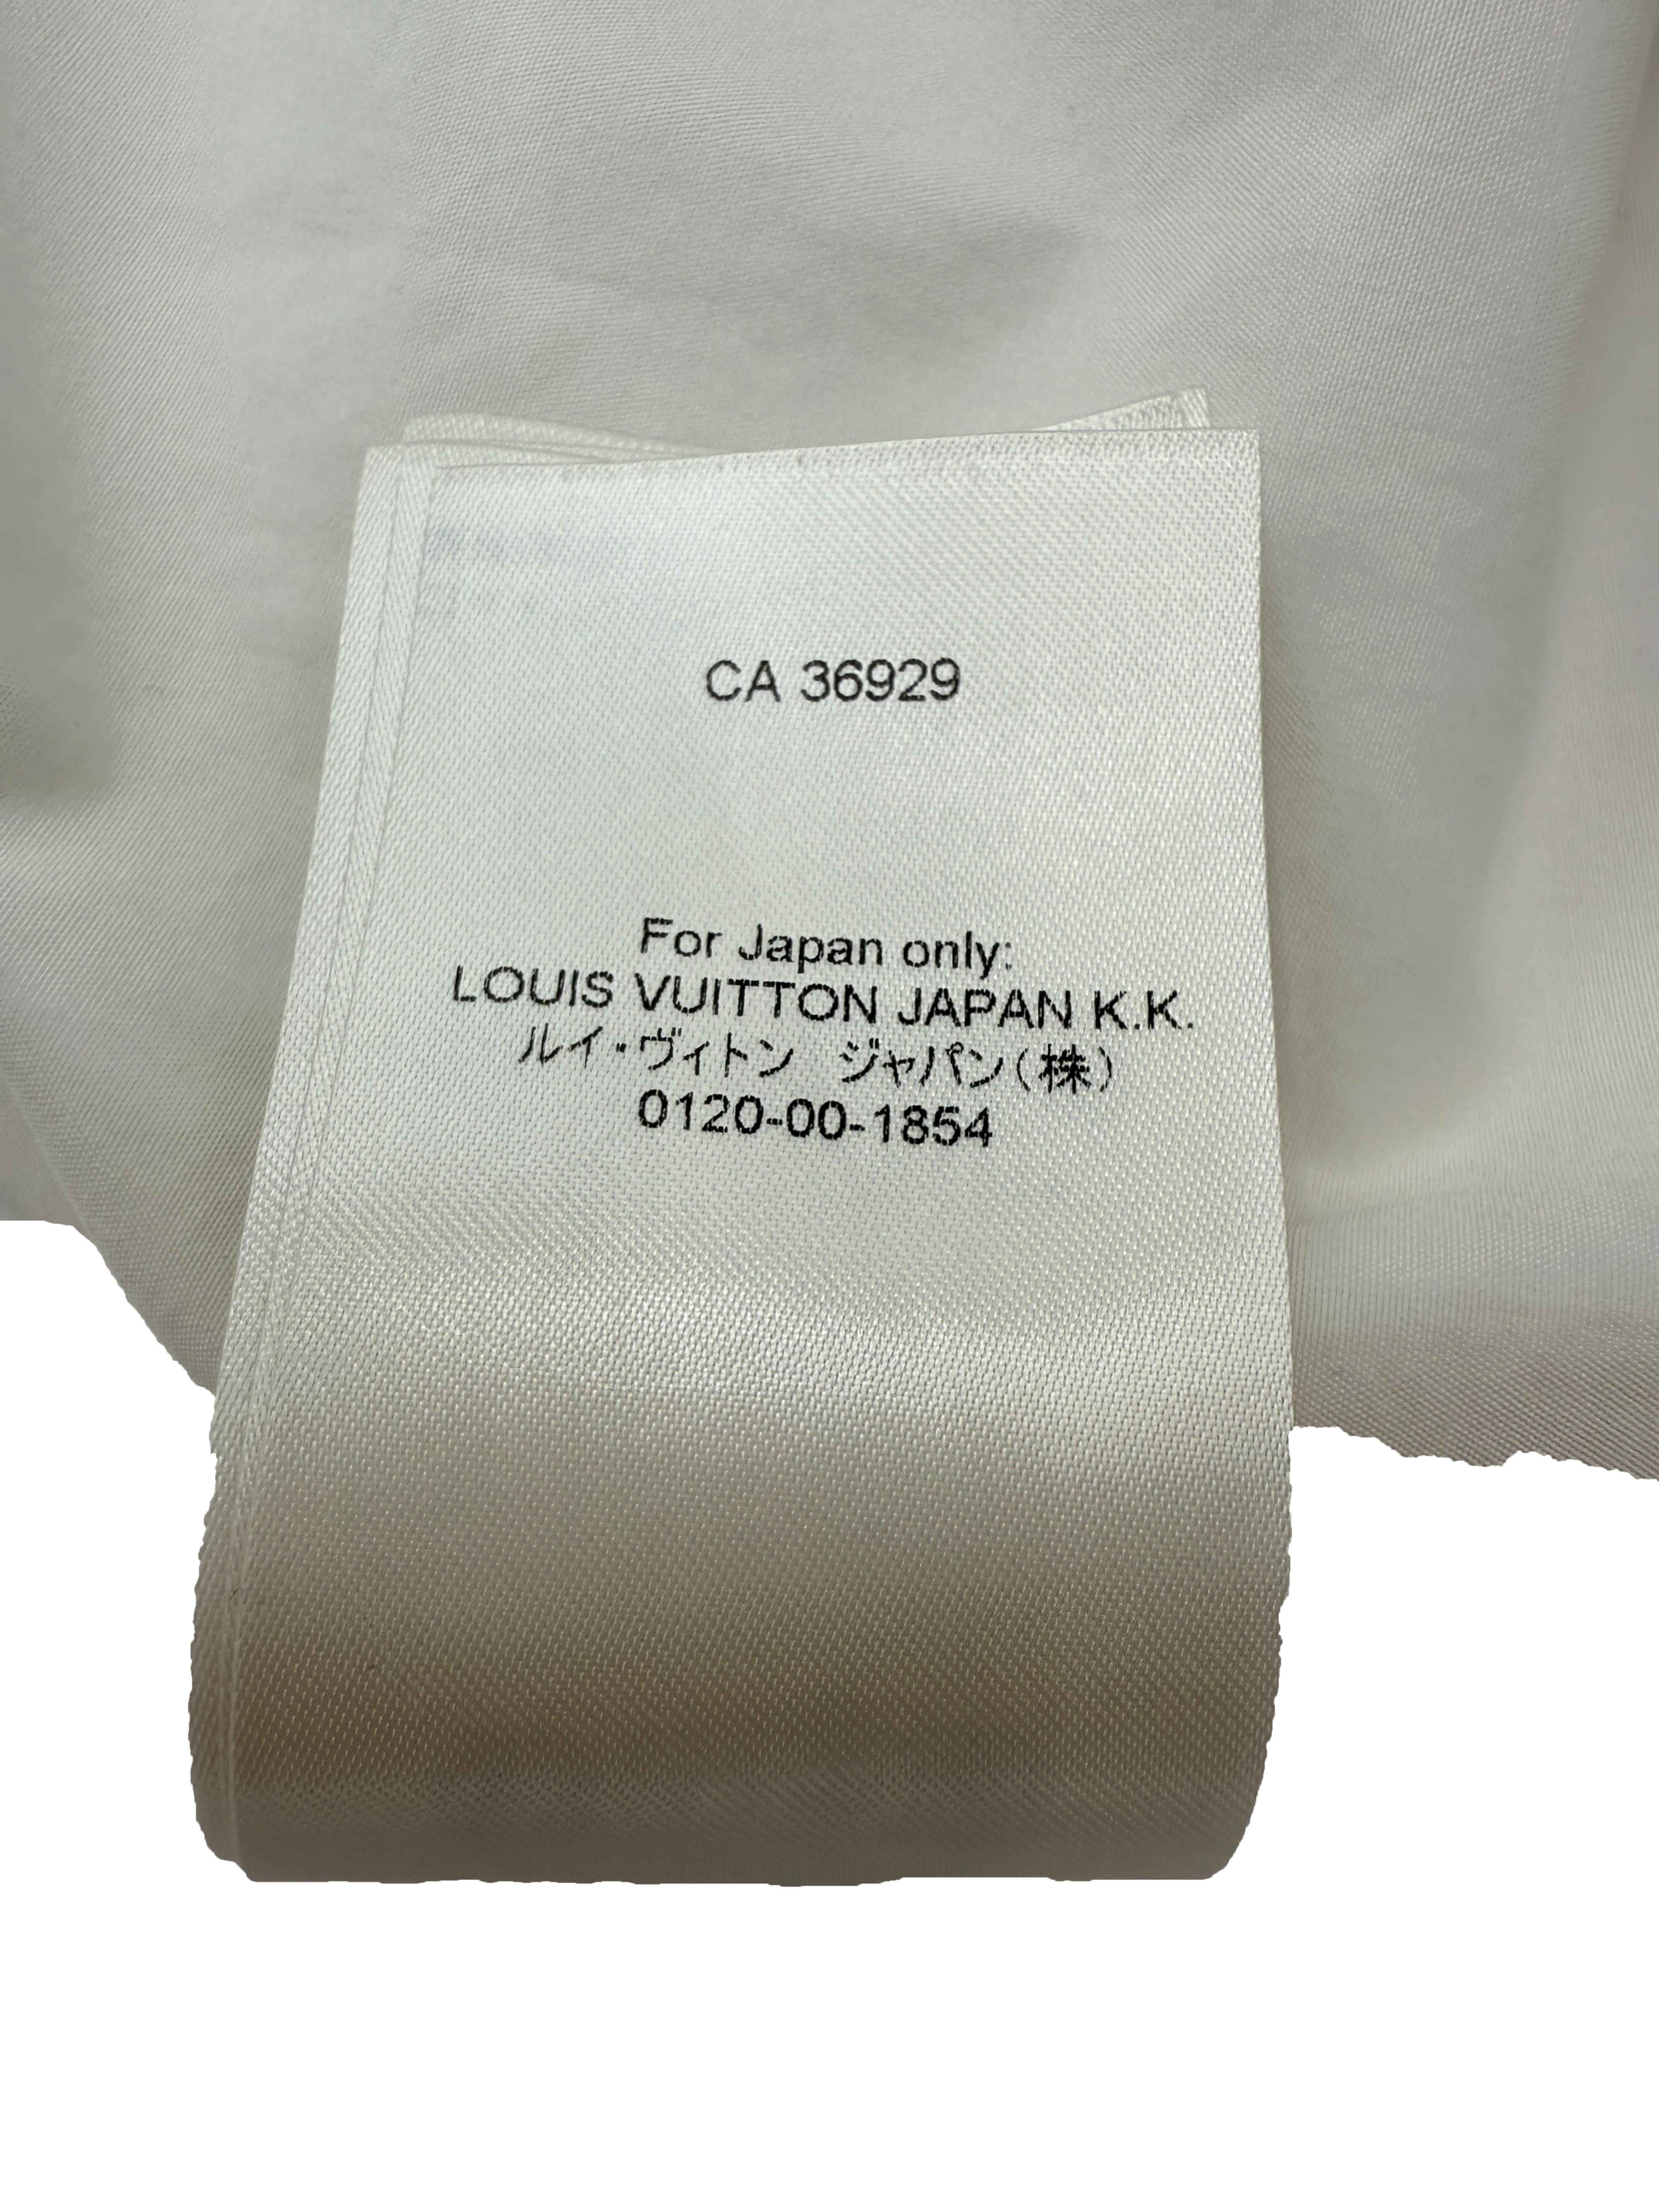 CA 36929
For Japan only:
LOUIS VUITTON JAPAN K.K.
ルイ・ヴィトン ジャパン(株)
0120-00-1854